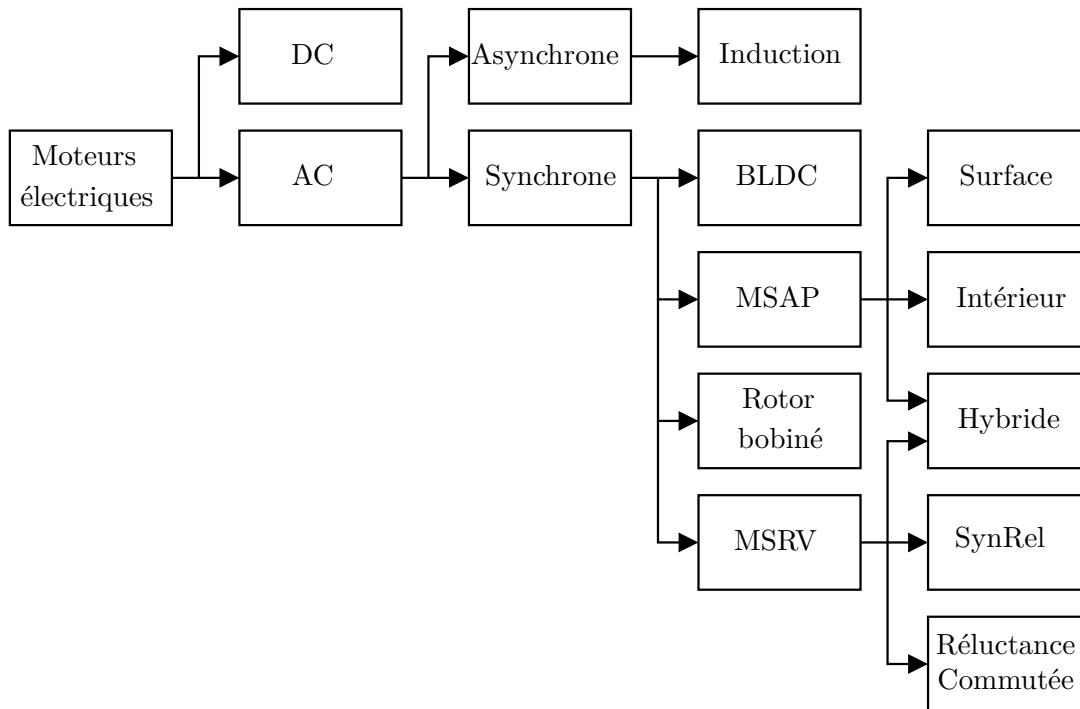 DC
Asynchrone
Induction
Moteurs
électriques
AC
Synchrone
BLDC
Surface
MSAP
Intérieur
Rotor
bobiné
Hybride
MSRV
SynRel
Réluctance
Commutée